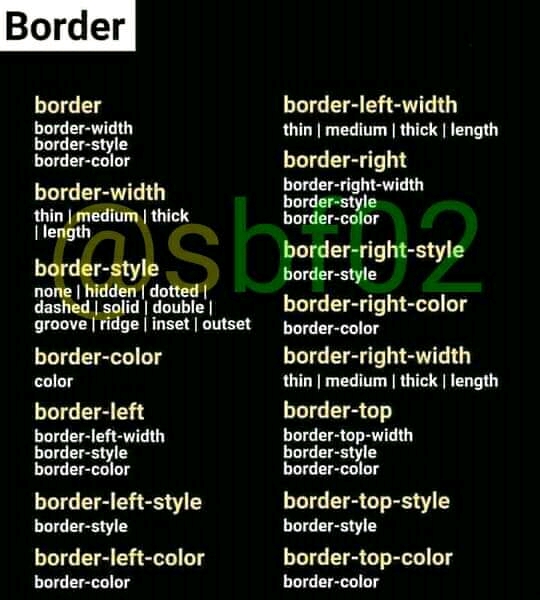 Border
border
border-width
border-style
border-color
border-width
thin | medium | thick
| length
border-style
none | hidden | dotted |
dashed | solid | double |
groove | ridge | inset | outset
border-color
color
border-left
border-left-width
border-style
border-color
border-left-style
border-style
border-left-color
border-color
border-left-width
thin | medium | thick | length
border-right
border-right-width
border-style
border-color
border-right-style
border-style
border-right-color
border-color
border-right-width
thin | medium | thick | length
border-top
border-top-width
border-style
border-color
border-top-style
border-style
border-top-color
border-color
@sbf02